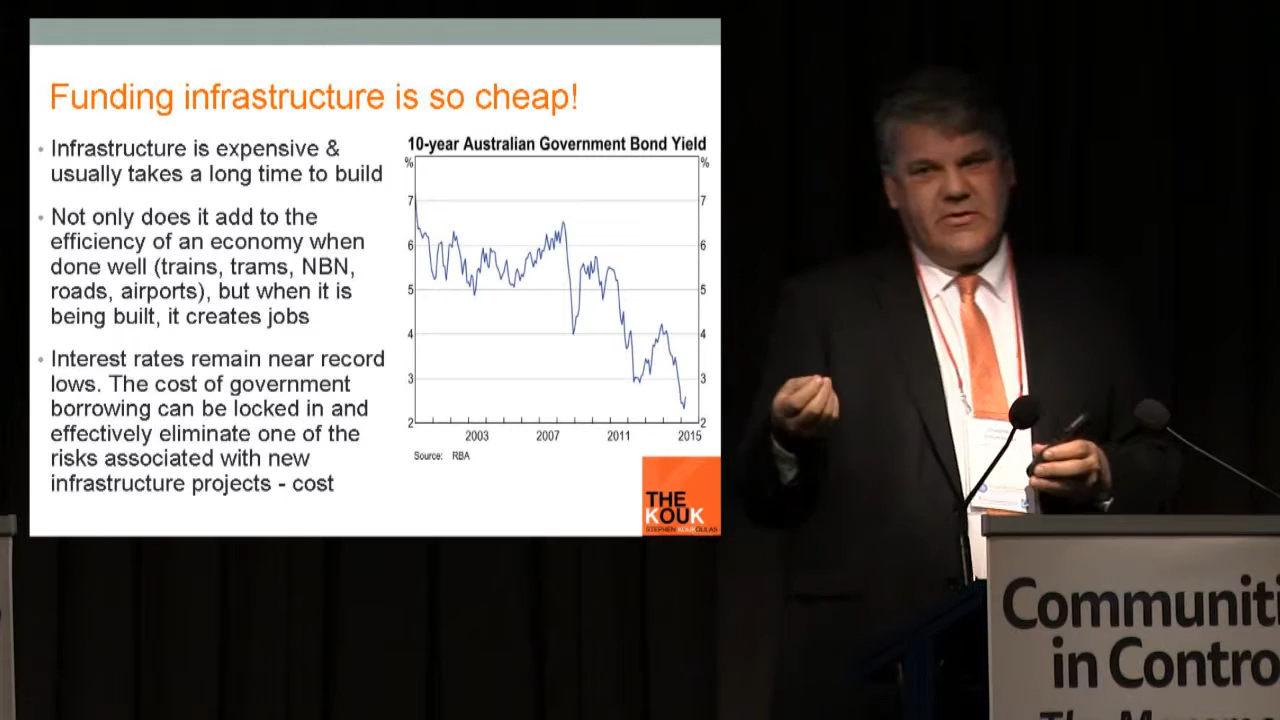 Funding infrastructure is so cheap!
• Infrastructure is expensive &
usually takes a long time to build
• Not only does it add to the
efficiency of an economy when
done well (trains, trams, NBN,
roads, airports), but when it is
being built, it creates jobs
• Interest rates remain near record
lows. The cost of government
borrowing can be locked in and
effectively eliminate one of the
risks associated with new
infrastructure projects - cost
10-year Australian Government Bond Yield
% %
7 7
6 6
5 5
4 4
3 3
2 2
2003 2007 2011 2015
Source: RBA
THE
KOUK
STEPHEN KOUKOULAS
Communiti
in Contro